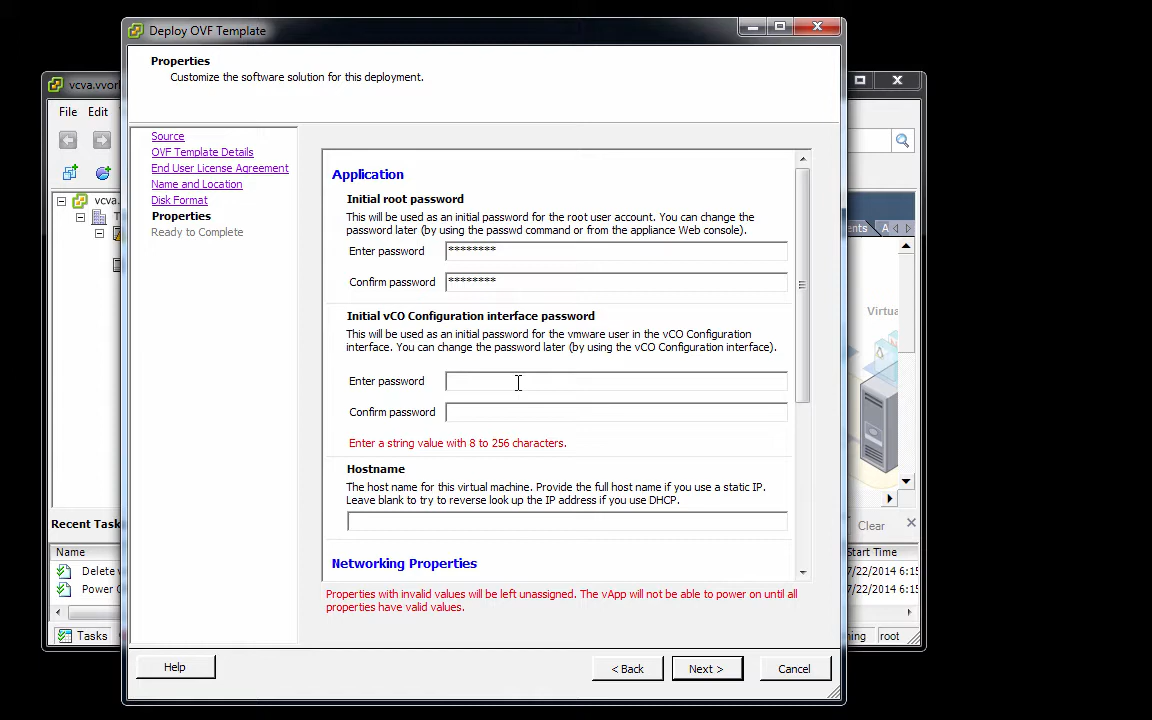 Deploy OVF Template
Properties
Customize the software solution for this deployment.
vcva.vvor
File Edit
vcva.
Source
OVF Template Details
End User License Agreement
Name and Location
Disk Format
Properties
Ready to Complete
Application
Initial root password
This will be used as an initial password for the root user account. You can change the
password later (by using the passwd command or from the appliance Web console).
Enter password ********
Confirm password ********
Initial vCO Configuration interface password
This will be used as an initial password for the vmware user in the vCO Configuration
interface. You can change the password later (by using the vCO Configuration interface).
Enter password
Confirm password
Enter a string value with 8 to 256 characters.
Hostname
The host name for this virtual machine. Provide the full host name if you use a static IP.
Leave blank to try to reverse look up the IP address if you use DHCP.
Networking Properties
Properties with invalid values will be left unassigned. The vApp will not be able to power on until all
properties have valid values.
Help
< Back
Next >
Cancel
ents
A
Virtua
Recent Task
Clear
Name
Start Time
Delete v
7/22/2014 6:15
Power O
7/22/2014 6:15
Tasks
ning
root